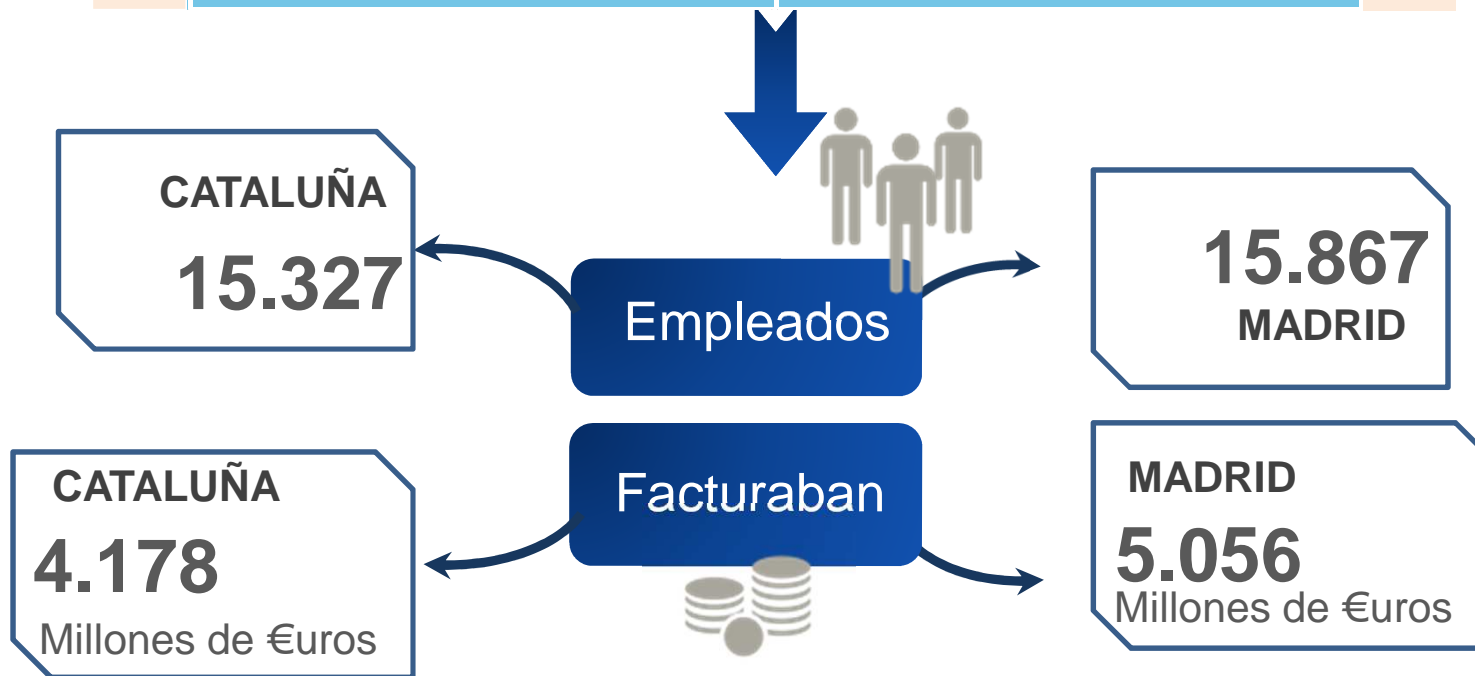 CATALUÑA
15.327
Empleados
15.867
MADRID
CATALUÑA
4.178
Millones de €uros
Facturaban
MADRID
5.056
Millones de €uros